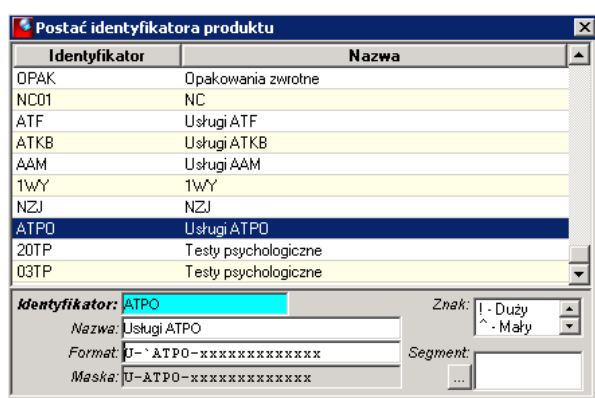 Postać identyfikatora produktu
Identyfikator Nazwa
OPAK Opakowania zwrotne
NC01 NC
ATF Usługi ATF
ATKB Usługi ATKB
AAM Usługi AAM
1WY 1WY
NZJ NZJ
ATPO Usługi ATPO
20TP Testy psychologiczne
03TP Testy psychologiczne
Identyfikator: ATPO Znak: ! - Duży
^ - Mały
Nazwa: Usługi ATPO
Format: U-`ATPO-xxxxxxxxxxxxx Segment:
Maska: U-ATPO-xxxxxxxxxxxxx ...